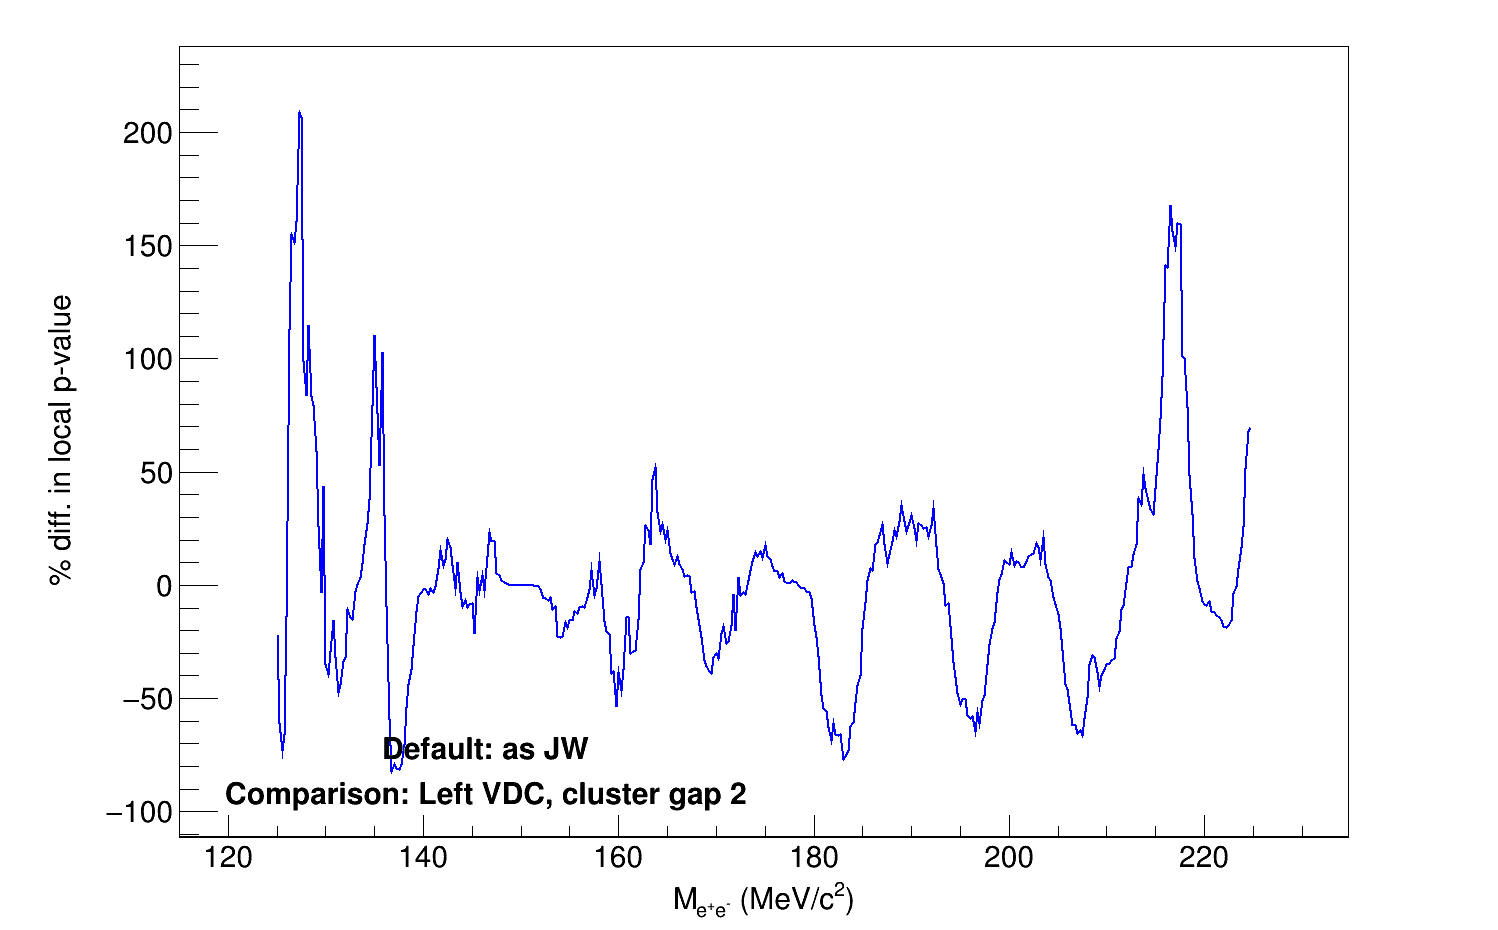 200
150
100
50
0
−50
−100
% diff. in local p-value
Default: as JW
Comparison: Left VDC, cluster gap 2
120 140 160 180 200 220
M_{e⁺e⁻} (MeV/c²)